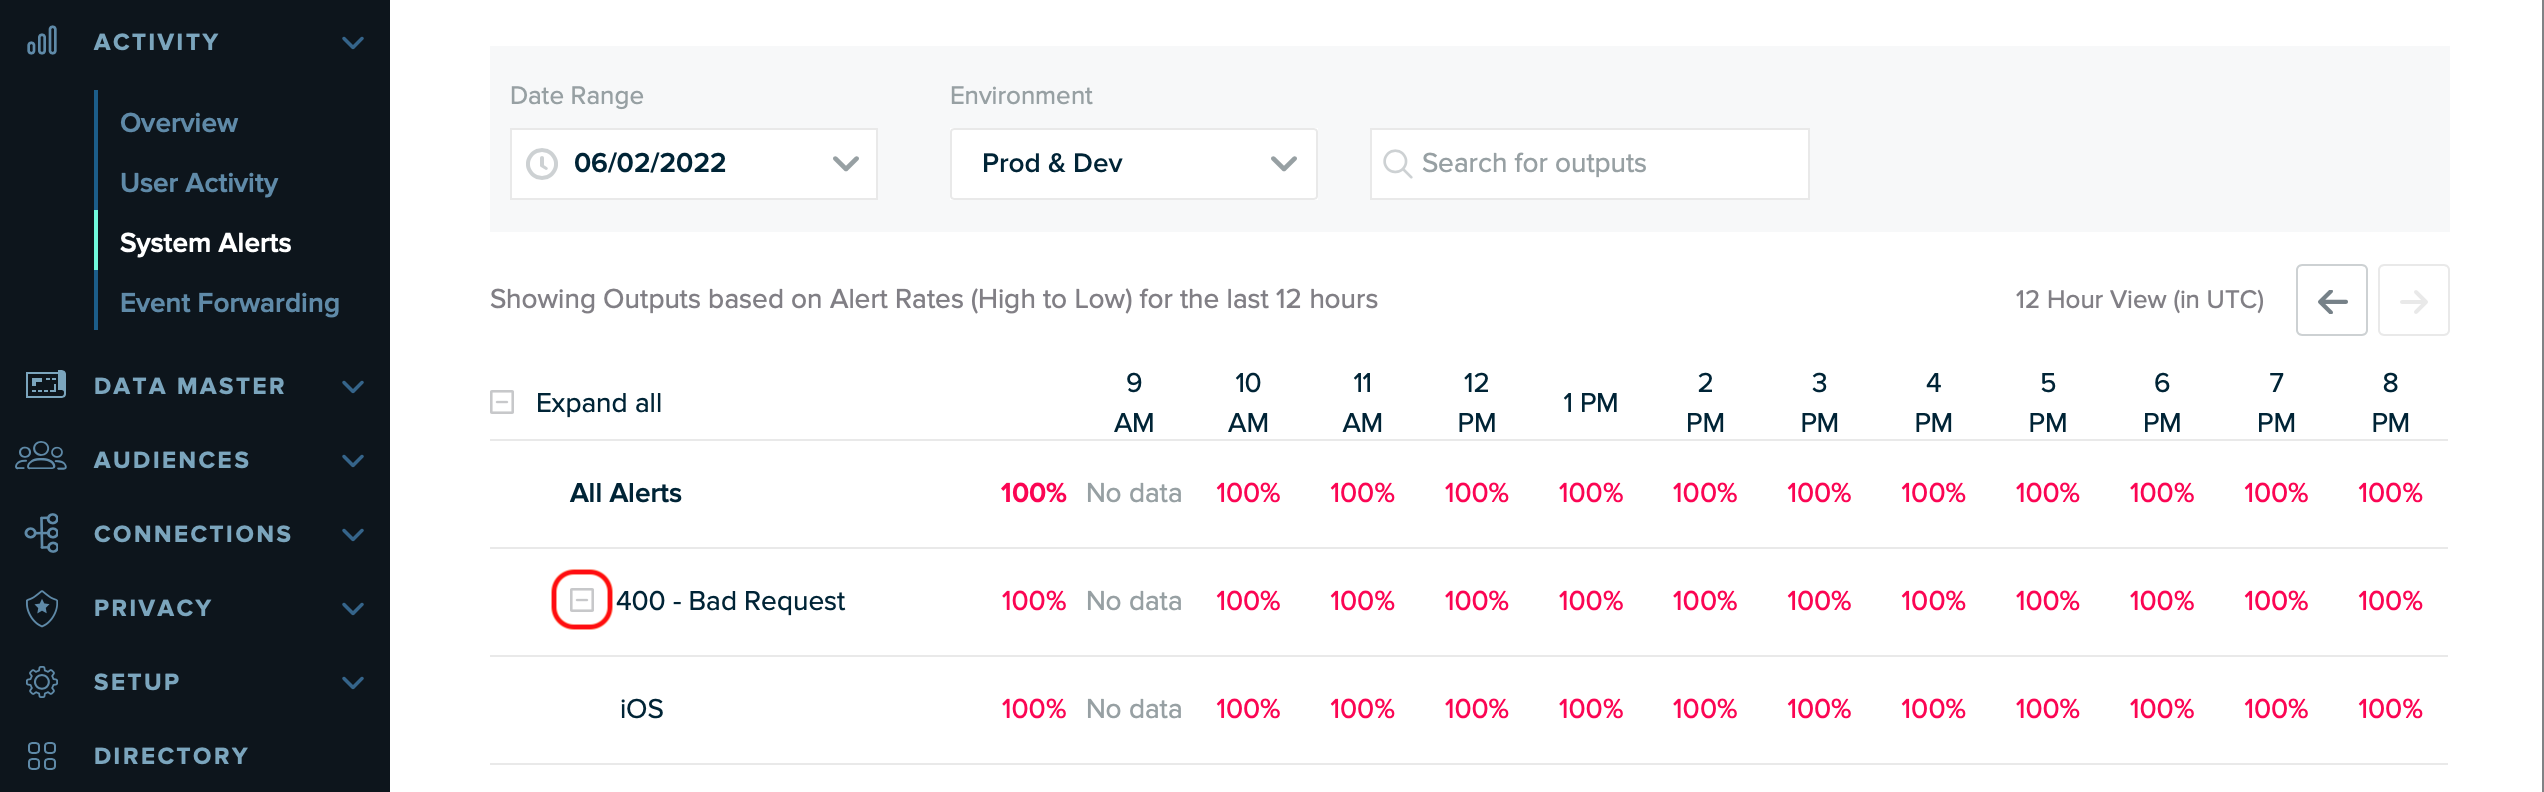 ACTIVITY
Overview
User Activity
System Alerts
Event Forwarding
DATA MASTER
AUDIENCES
CONNECTIONS
PRIVACY
SETUP
DIRECTORY
Date Range
06/02/2022
Environment
Prod & Dev
Search for outputs
Showing Outputs based on Alert Rates (High to Low) for the last 12 hours
12 Hour View (in UTC)
Expand all 9 AM 10 AM 11 AM 12 PM 1 PM 2 PM 3 PM 4 PM 5 PM 6 PM 7 PM 8 PM
All Alerts 100% No data 100% 100% 100% 100% 100% 100% 100% 100% 100% 100% 100%
400 - Bad Request 100% No data 100% 100% 100% 100% 100% 100% 100% 100% 100% 100% 100%
iOS 100% No data 100% 100% 100% 100% 100% 100% 100% 100% 100% 100% 100%